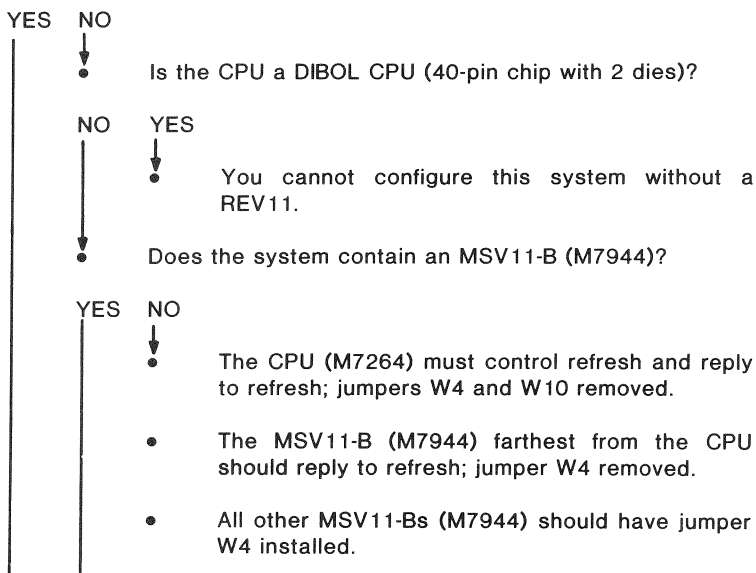 YES NO
Is the CPU a DIBOL CPU (40-pin chip with 2 dies)?
NO YES
• You cannot configure this system without a
REV11.
• Does the system contain an MSV11-B (M7944)?
YES NO
• The CPU (M7264) must control refresh and reply
to refresh; jumpers W4 and W10 removed.
• The MSV11-B (M7944) farthest from the CPU
should reply to refresh; jumper W4 removed.
• All other MSV11-Bs (M7944) should have jumper
W4 installed.